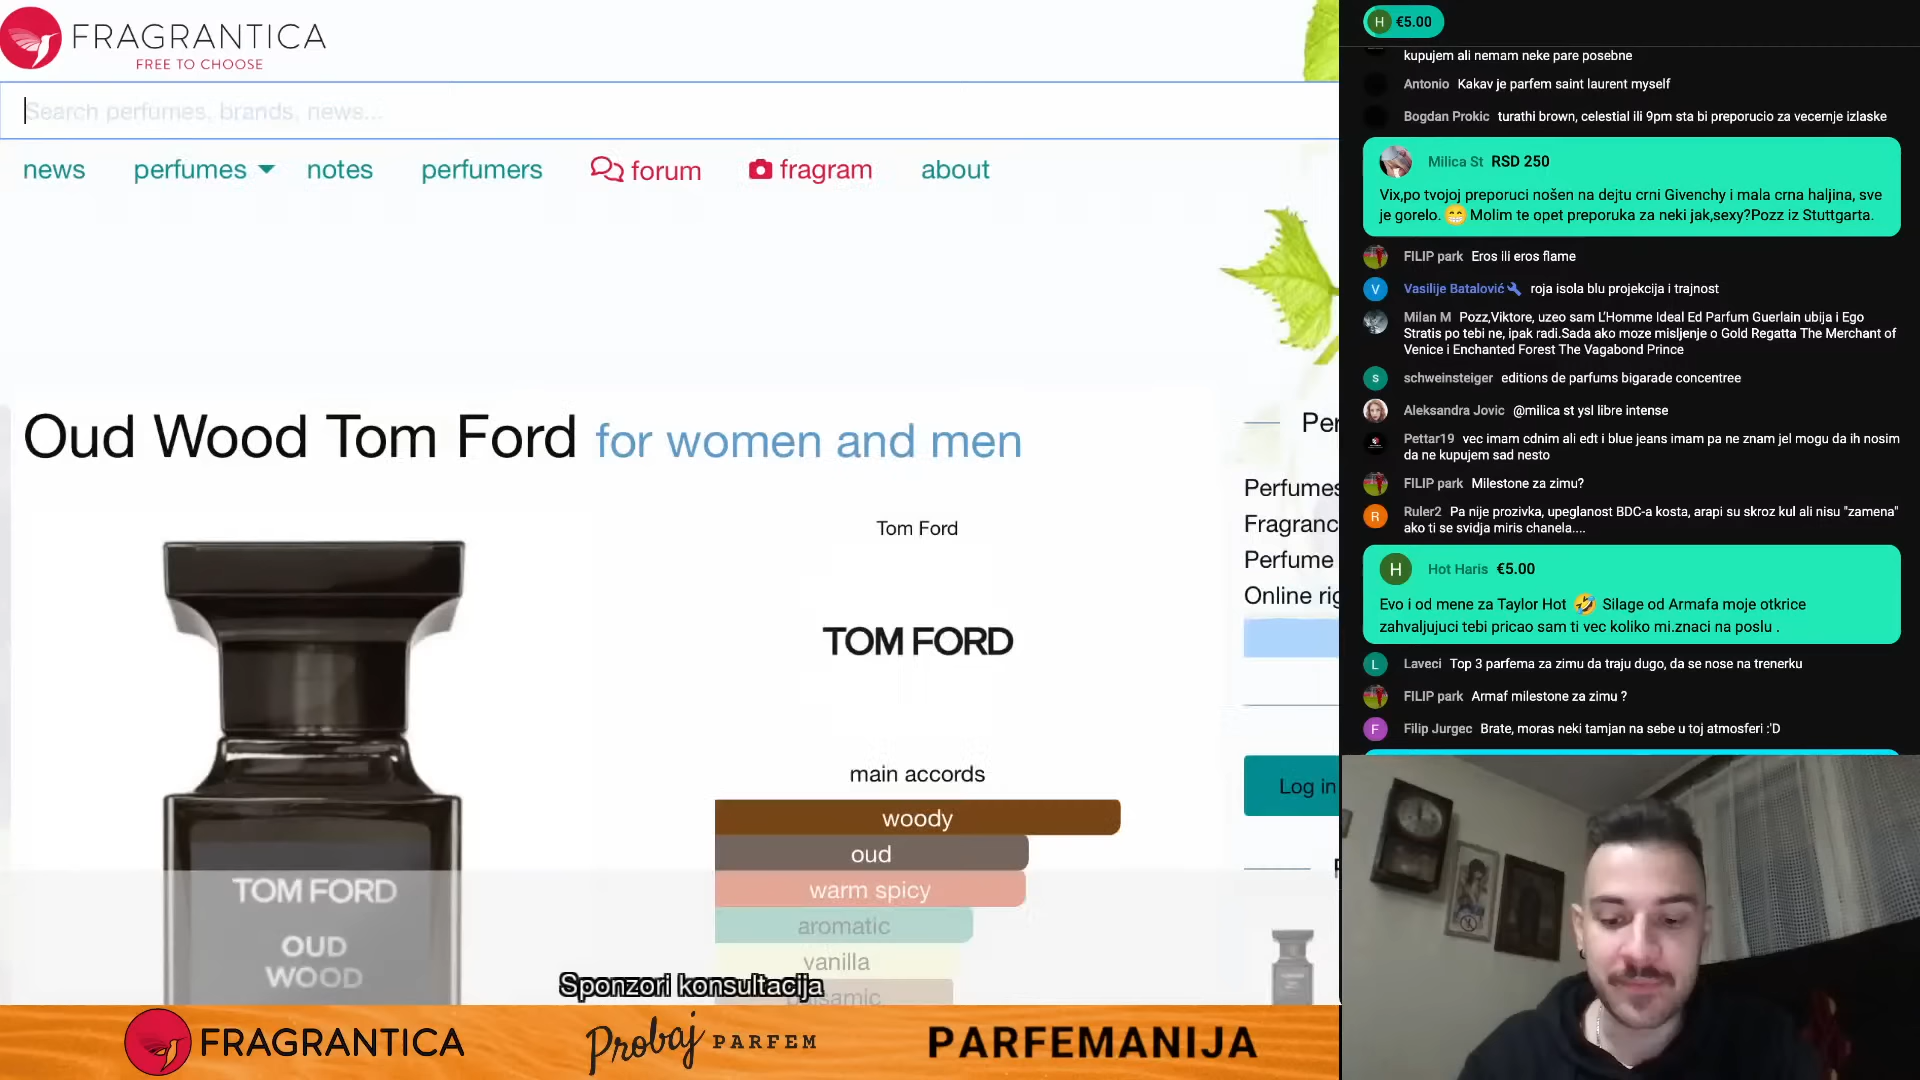 FRAGRANTICA
FREE TO CHOOSE
Search perfumes, brands, news...
news perfumes notes perfumers forum fragram about
Oud Wood Tom Ford for women and men
Tom Ford
TOM FORD
main accords
woody
oud
warm spicy
aromatic
vanilla
balsamic
TOM FORD
OUD
WOOD
Perfumes
Fragranc
Perfume
Online rig
Log in
Sponzori konsultacija
FRAGRANTICA
Probaj PARFEM
PARFEMANIJA
H €5.00
kupujem ali nemam neke pare posebne
Antonio Kakav je parfem saint laurent myself
Bogdan Prokic turathi brown, celestial ili 9pm sta bi preporucio za vecernje izlaske
Milica St RSD 250
Vix,po tvojoj preporuci nošen na dejtu crni Givenchy i mala crna haljina, sve
je gorelo. 😁 Molim te opet preporuka za neki jak,sexy?Pozz iz Stuttgarta.
FILIP park Eros ili eros flame
V Vasilije Batalović roja isola blu projekcija i trajnost
Milan M Pozz,Viktore, uzeo sam L'Homme Ideal Ed Parfum Guerlain ubija i Ego
Stratis po tebi ne, ipak radi.Sada ako moze misljenje o Gold Regatta The Merchant of
Venice i Enchanted Forest The Vagabond Prince
s schweinsteiger editions de parfums bigarade concentree
Aleksandra Jovic @milica st ysl libre intense
Pettar19 vec imam cdnim ali edt i blue jeans imam pa ne znam jel mogu da ih nosim
da ne kupujem sad nesto
FILIP park Milestone za zimu?
R Ruler2 Pa nije prozivka, upeglanost BDC-a kosta, arapi su skroz kul ali nisu "zamena"
ako ti se svidja miris chanela....
H Hot Haris €5.00
Evo i od mene za Taylor Hot 🤣 Silage od Armafa moje otkrice
zahvaljujuci tebi pricao sam ti vec koliko mi.znaci na poslu .
L Laveci Top 3 parfema za zimu da traju dugo, da se nose na trenerku
FILIP park Armaf milestone za zimu ?
F Filip Jurgec Brate, moras neki tamjan na sebe u toj atmosferi :'D